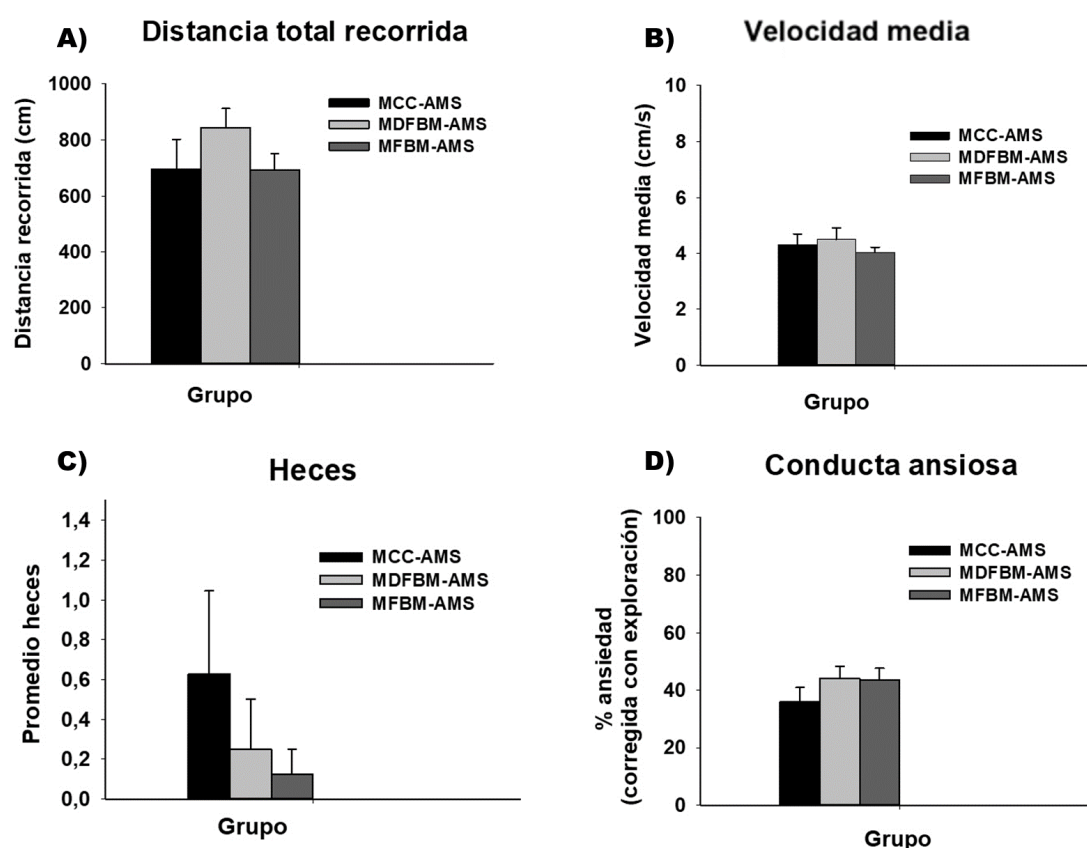 A) Distancia total recorrida
Distancia recorrida (cm)
1000
800
600
400
200
0
MCC-AMS
MDFBM-AMS
MFBM-AMS
Grupo
B) Velocidad media
Velocidad media (cm/s)
10
8
6
4
2
0
MCC-AMS
MDFBM-AMS
MFBM-AMS
Grupo
C) Heces
Promedio heces
1,4
1,2
1,0
0,8
0,6
0,4
0,2
0,0
MCC-AMS
MDFBM-AMS
MFBM-AMS
Grupo
D) Conducta ansiosa
% ansiedad
(corregida con exploración)
100
80
60
40
20
0
MCC-AMS
MDFBM-AMS
MFBM-AMS
Grupo